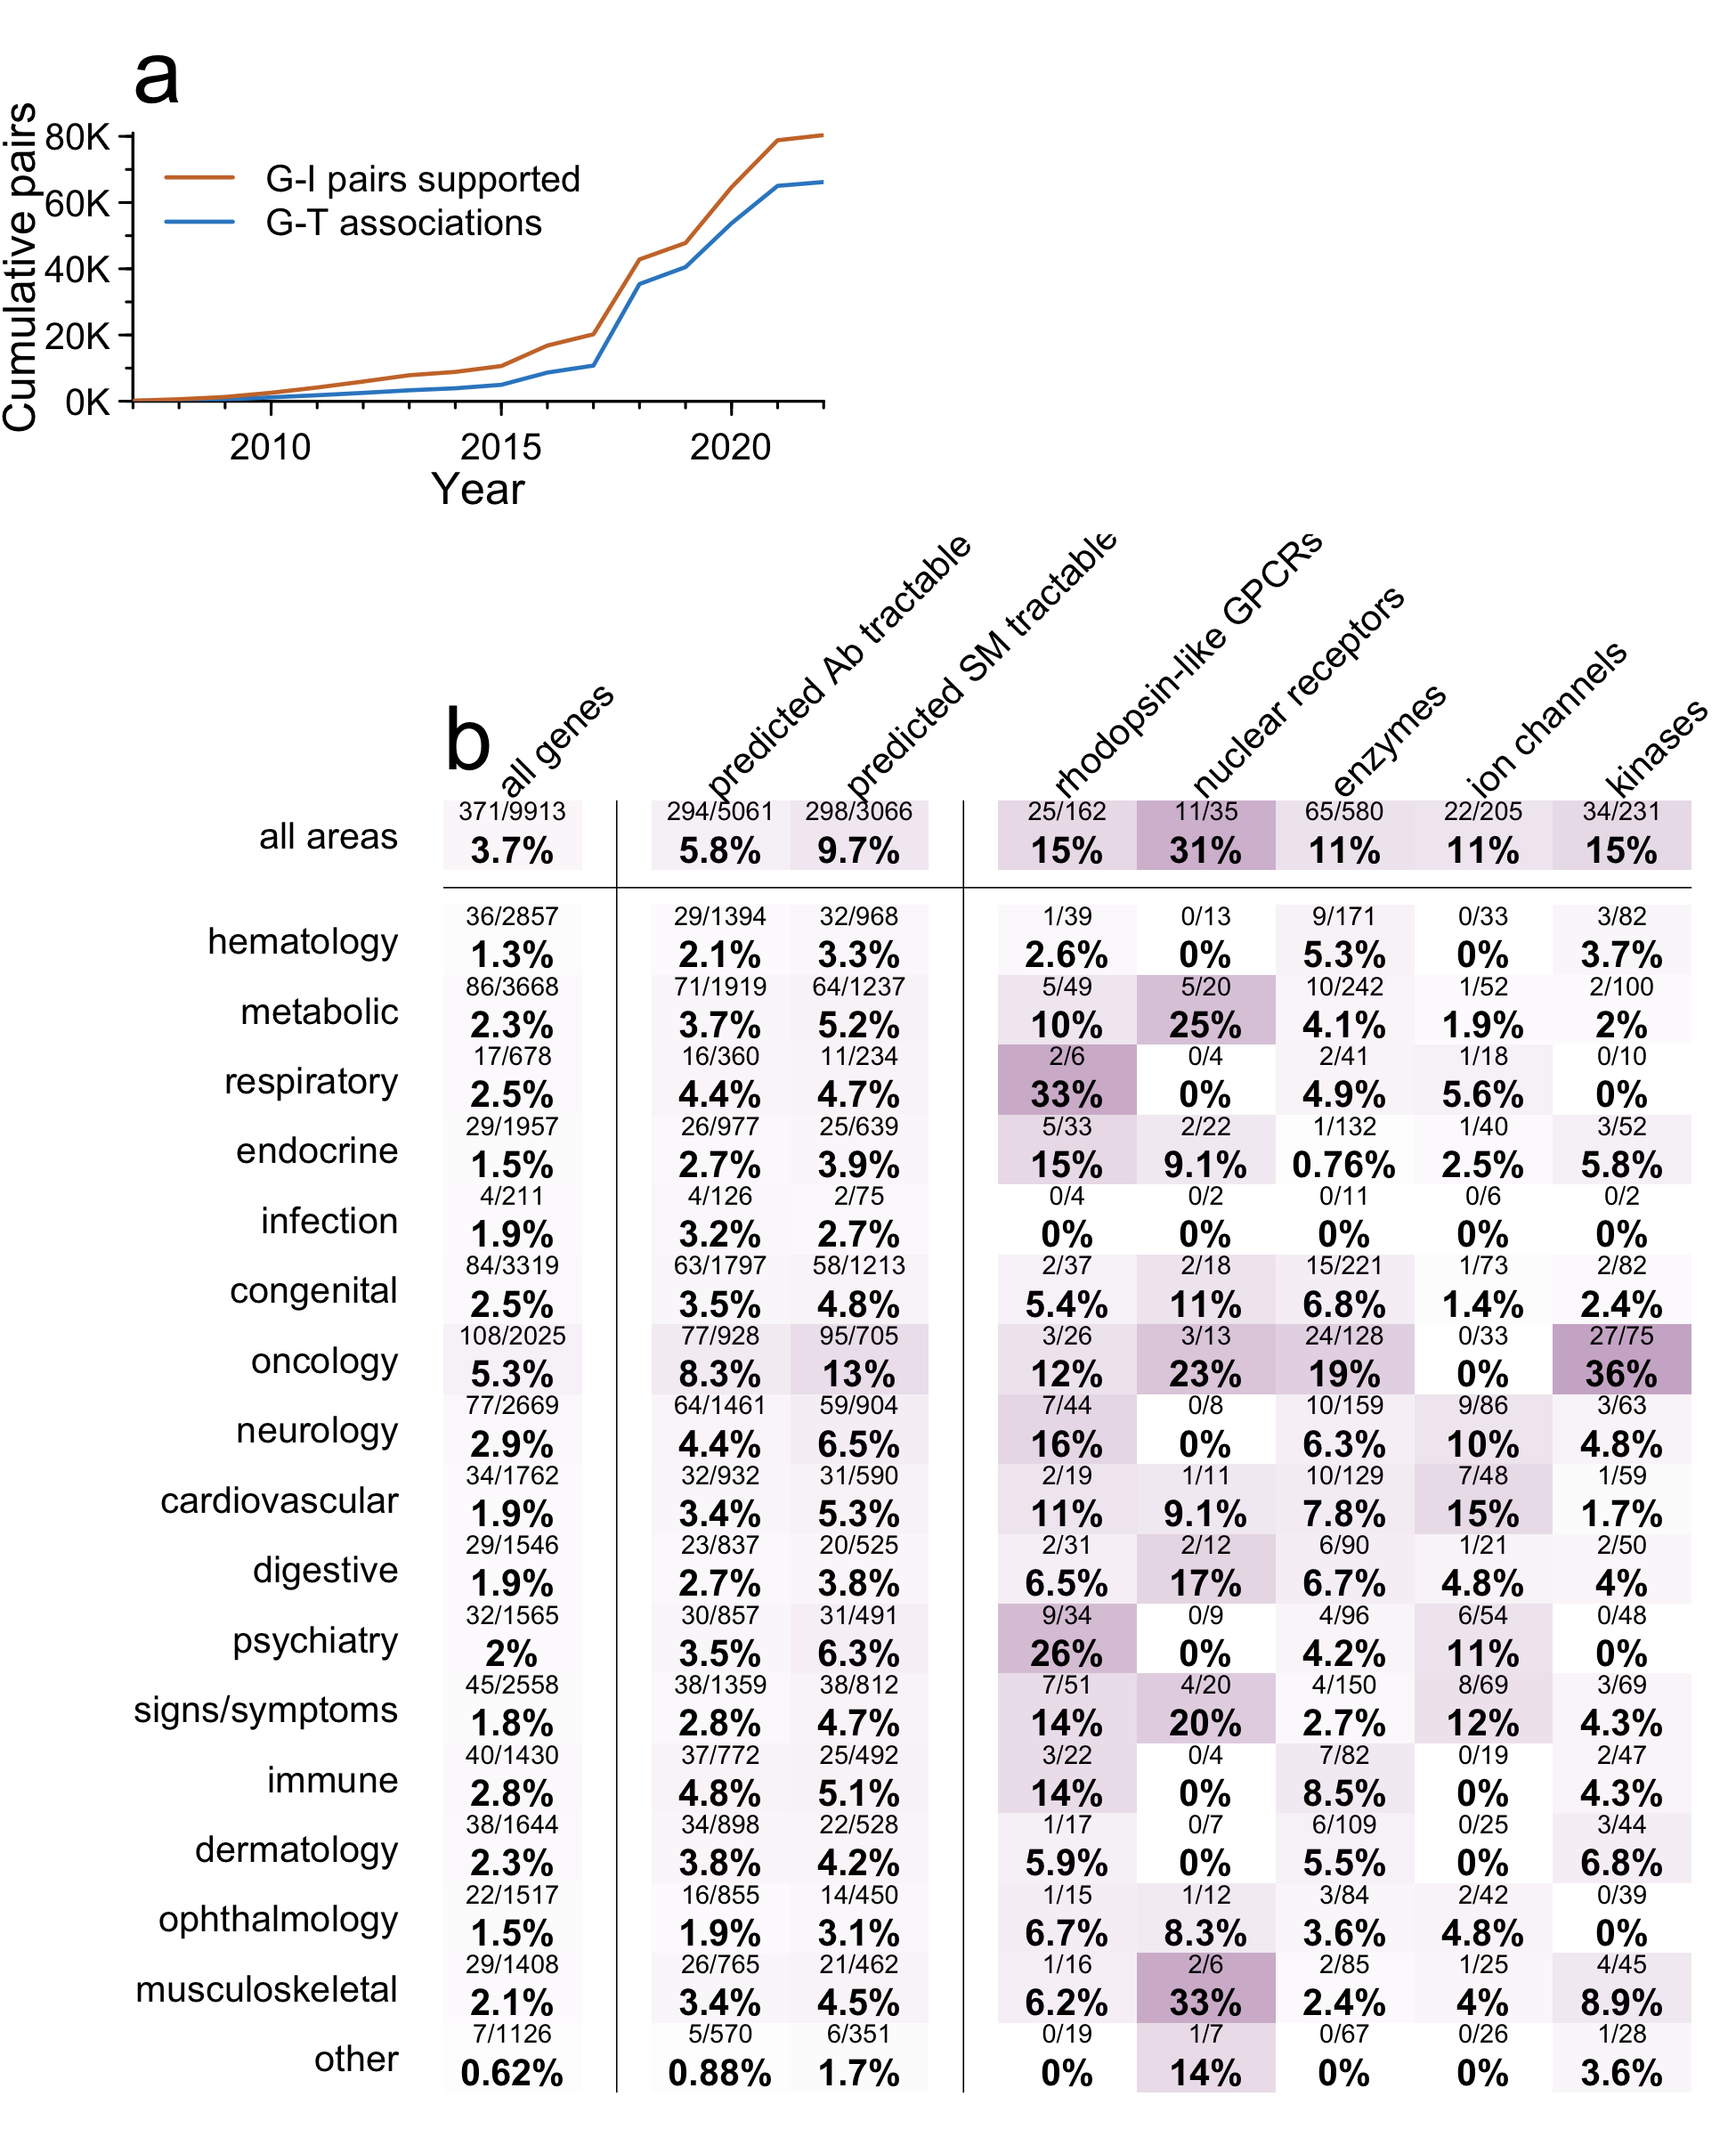 a
Cumulative pairs
80K
60K
40K
20K
0K
G-I pairs supported
G-T associations
2010 2015 2020
Year
b
all genes
predicted Ab tractable
predicted SM tractable
rhodopsin-like GPCRs
nuclear receptors
enzymes
ion channels
kinases
371/9913 294/5061 298/3066 25/162 11/35 65/580 22/205 34/231
all areas 3.7% 5.8% 9.7% 15% 31% 11% 11% 15%
36/2857 29/1394 32/968 1/39 0/13 9/171 0/33 3/82
hematology 1.3% 2.1% 3.3% 2.6% 0% 5.3% 0% 3.7%
86/3668 71/1919 64/1237 5/49 5/20 10/242 1/52 2/100
metabolic 2.3% 3.7% 5.2% 10% 25% 4.1% 1.9% 2%
17/678 16/360 11/234 2/6 0/4 2/41 1/18 0/10
respiratory 2.5% 4.4% 4.7% 33% 0% 4.9% 5.6% 0%
29/1957 26/977 25/639 5/33 2/22 1/132 1/40 3/52
endocrine 1.5% 2.7% 3.9% 15% 9.1% 0.76% 2.5% 5.8%
4/211 4/126 2/75 0/4 0/2 0/11 0/6 0/2
infection 1.9% 3.2% 2.7% 0% 0% 0% 0% 0%
84/3319 63/1797 58/1213 2/37 2/18 15/221 1/73 2/82
congenital 2.5% 3.5% 4.8% 5.4% 11% 6.8% 1.4% 2.4%
108/2025 77/928 95/705 3/26 3/13 24/128 0/33 27/75
oncology 5.3% 8.3% 13% 12% 23% 19% 0% 36%
77/2669 64/1461 59/904 7/44 0/8 10/159 9/86 3/63
neurology 2.9% 4.4% 6.5% 16% 0% 6.3% 10% 4.8%
34/1762 32/932 31/590 2/19 1/11 10/129 7/48 1/59
cardiovascular 1.9% 3.4% 5.3% 11% 9.1% 7.8% 15% 1.7%
29/1546 23/837 20/525 2/31 2/12 6/90 1/21 2/50
digestive 1.9% 2.7% 3.8% 6.5% 17% 6.7% 4.8% 4%
32/1565 30/857 31/491 9/34 0/9 4/96 6/54 0/48
psychiatry 2% 3.5% 6.3% 26% 0% 4.2% 11% 0%
45/2558 38/1359 38/812 7/51 4/20 4/150 8/69 3/69
signs/symptoms 1.8% 2.8% 4.7% 14% 20% 2.7% 12% 4.3%
40/1430 37/772 25/492 3/22 0/4 7/82 0/19 2/47
immune 2.8% 4.8% 5.1% 14% 0% 8.5% 0% 4.3%
38/1644 34/898 22/528 1/17 0/7 6/109 0/25 3/44
dermatology 2.3% 3.8% 4.2% 5.9% 0% 5.5% 0% 6.8%
22/1517 16/855 14/450 1/15 1/12 3/84 2/42 0/39
ophthalmology 1.5% 1.9% 3.1% 6.7% 8.3% 3.6% 4.8% 0%
29/1408 26/765 21/462 1/16 2/6 2/85 1/25 4/45
musculoskeletal 2.1% 3.4% 4.5% 6.2% 33% 2.4% 4% 8.9%
7/1126 5/570 6/351 0/19 1/7 0/67 0/26 1/28
other 0.62% 0.88% 1.7% 0% 14% 0% 0% 3.6%